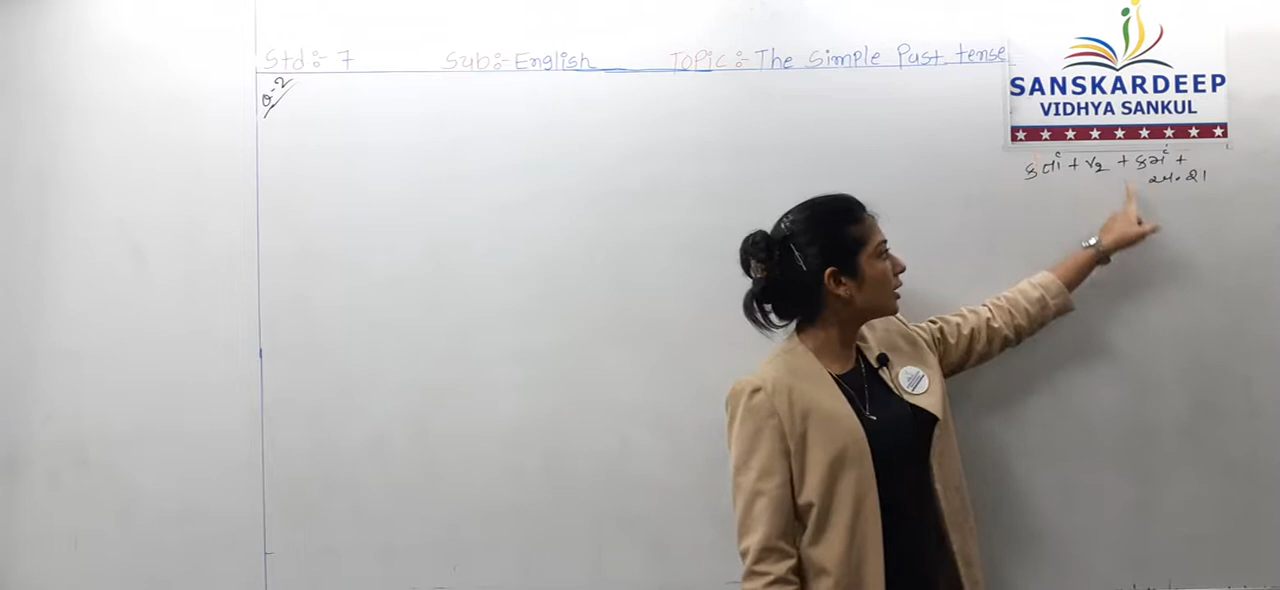 Std:- 7 Sub:- English Topic:- The Simple Past tense
Q-2
SANSKARDEEP
VIDHYA SANKUL
કર્તા + V2 + કર્મ +
અ.શ.